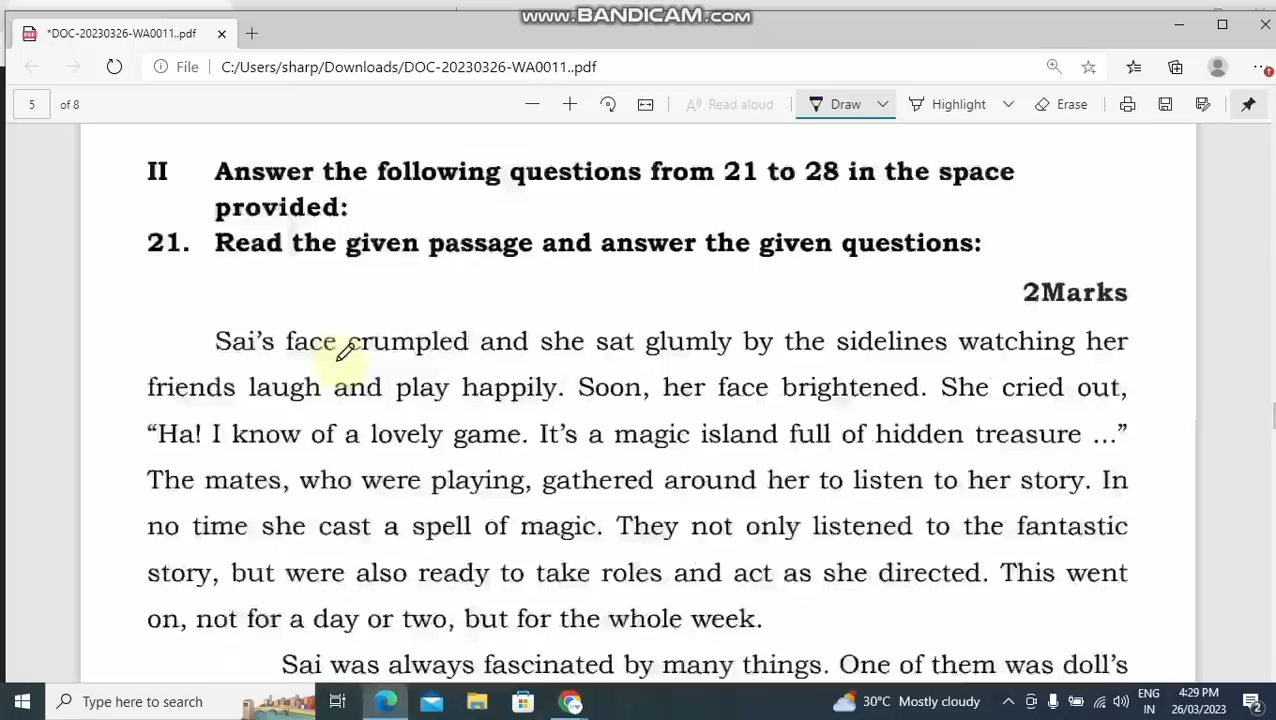 www.BANDICAM.com
*DOC-20230326-WA0011..pdf
File C:/Users/sharp/Downloads/DOC-20230326-WA0011..pdf
5 of 8 Read aloud Draw Highlight Erase
II Answer the following questions from 21 to 28 in the space
provided:
21. Read the given passage and answer the given questions:
2Marks
Sai’s face crumpled and she sat glumly by the sidelines watching her
friends laugh and play happily. Soon, her face brightened. She cried out,
“Ha! I know of a lovely game. It’s a magic island full of hidden treasure ...”
The mates, who were playing, gathered around her to listen to her story. In
no time she cast a spell of magic. They not only listened to the fantastic
story, but were also ready to take roles and act as she directed. This went
on, not for a day or two, but for the whole week.
Sai was always fascinated by many things. One of them was doll’s
Type here to search 30°C Mostly cloudy ENG IN 4:29 PM 26/03/2023 2